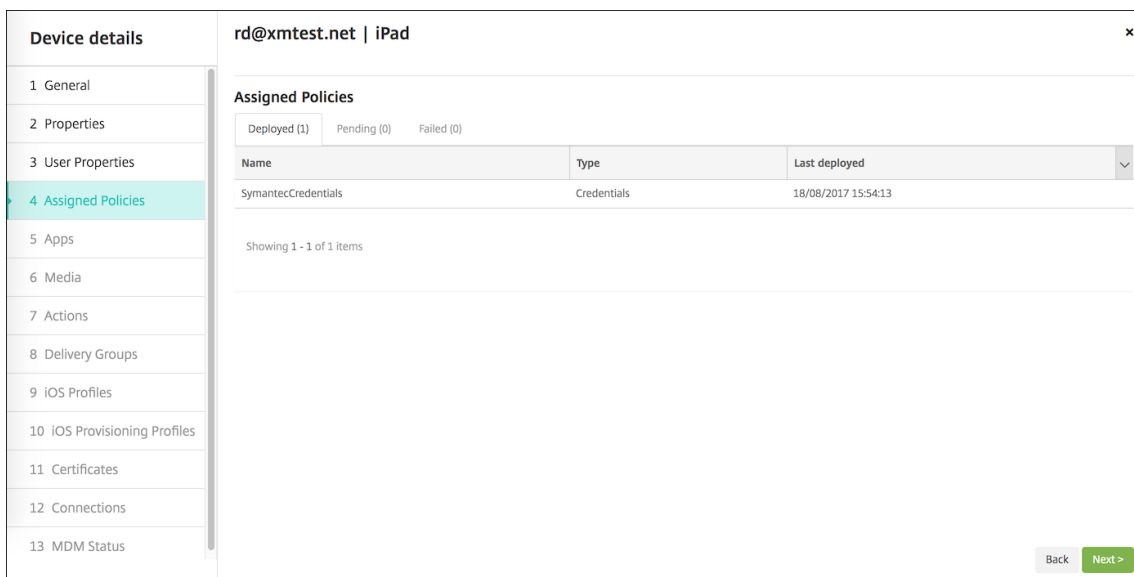 Device details
1 General
2 Properties
3 User Properties
4 Assigned Policies
5 Apps
6 Media
7 Actions
8 Delivery Groups
9 iOS Profiles
10 iOS Provisioning Profiles
11 Certificates
12 Connections
13 MDM Status
rd@xmtest.net | iPad
×
Assigned Policies
Deployed (1) Pending (0) Failed (0)
Name Type Last deployed
SymantecCredentials Credentials 18/08/2017 15:54:13
Showing 1 - 1 of 1 items
Back Next >